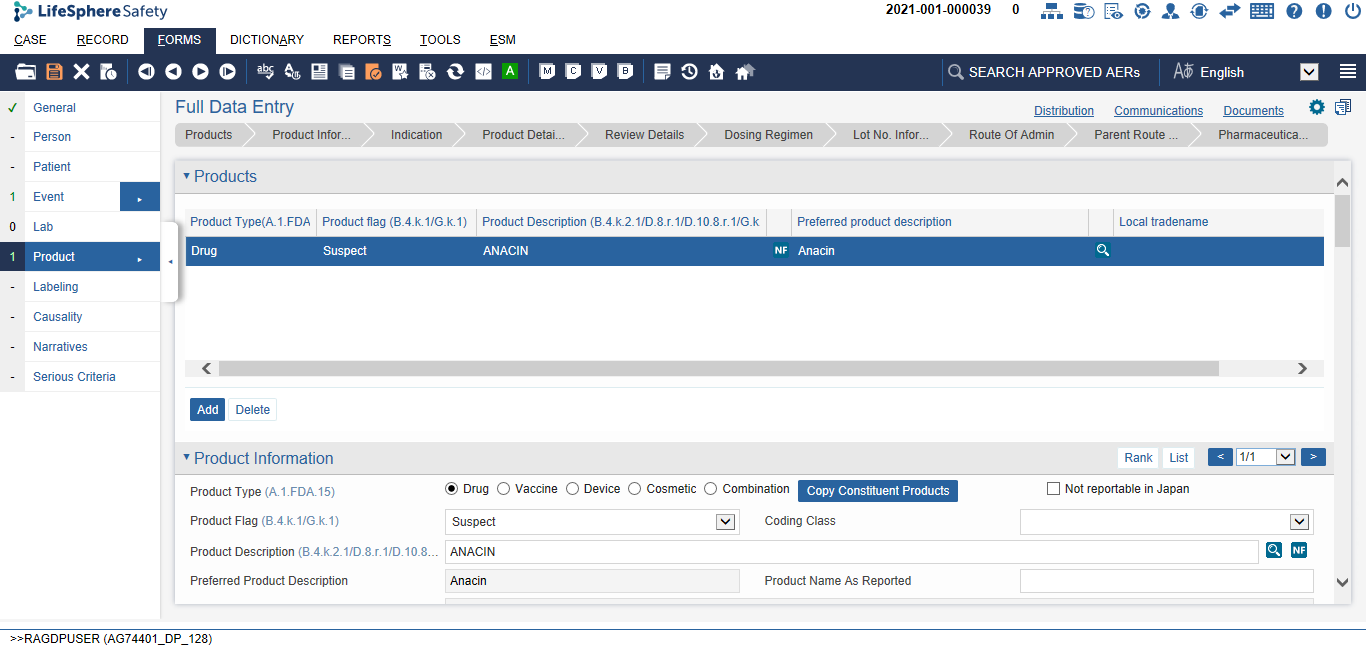 LifeSphere Safety
2021-001-000039 0
CASE RECORD FORMS DICTIONARY REPORTS TOOLS ESM
abc W A M C V B SEARCH APPROVED AERs English
General
- Person
- Patient
1 Event
0 Lab
1 Product
- Labeling
- Causality
- Narratives
- Serious Criteria
Full Data Entry
Distribution Communications Documents
Products Product Infor... Indication Product Detai... Review Details Dosing Regimen Lot No. Infor... Route Of Admin Parent Route ... Pharmaceutica...
Products
Product Type(A.1.FDA Product flag (B.4.k.1/G.k.1) Product Description (B.4.k.2.1/D.8.r.1/D.10.8.r.1/G.k Preferred product description Local tradename
Drug Suspect ANACIN NF Anacin
Add Delete
Product Information Rank List < 1/1 >
Product Type (A.1.FDA.15) Drug Vaccine Device Cosmetic Combination Copy Constituent Products Not reportable in Japan
Product Flag (B.4.k.1/G.k.1) Suspect Coding Class
Product Description (B.4.k.2.1/D.8.r.1/D.10.8... ANACIN NF
Preferred Product Description Anacin Product Name As Reported
>>RAGDPUSER (AG74401_DP_128)